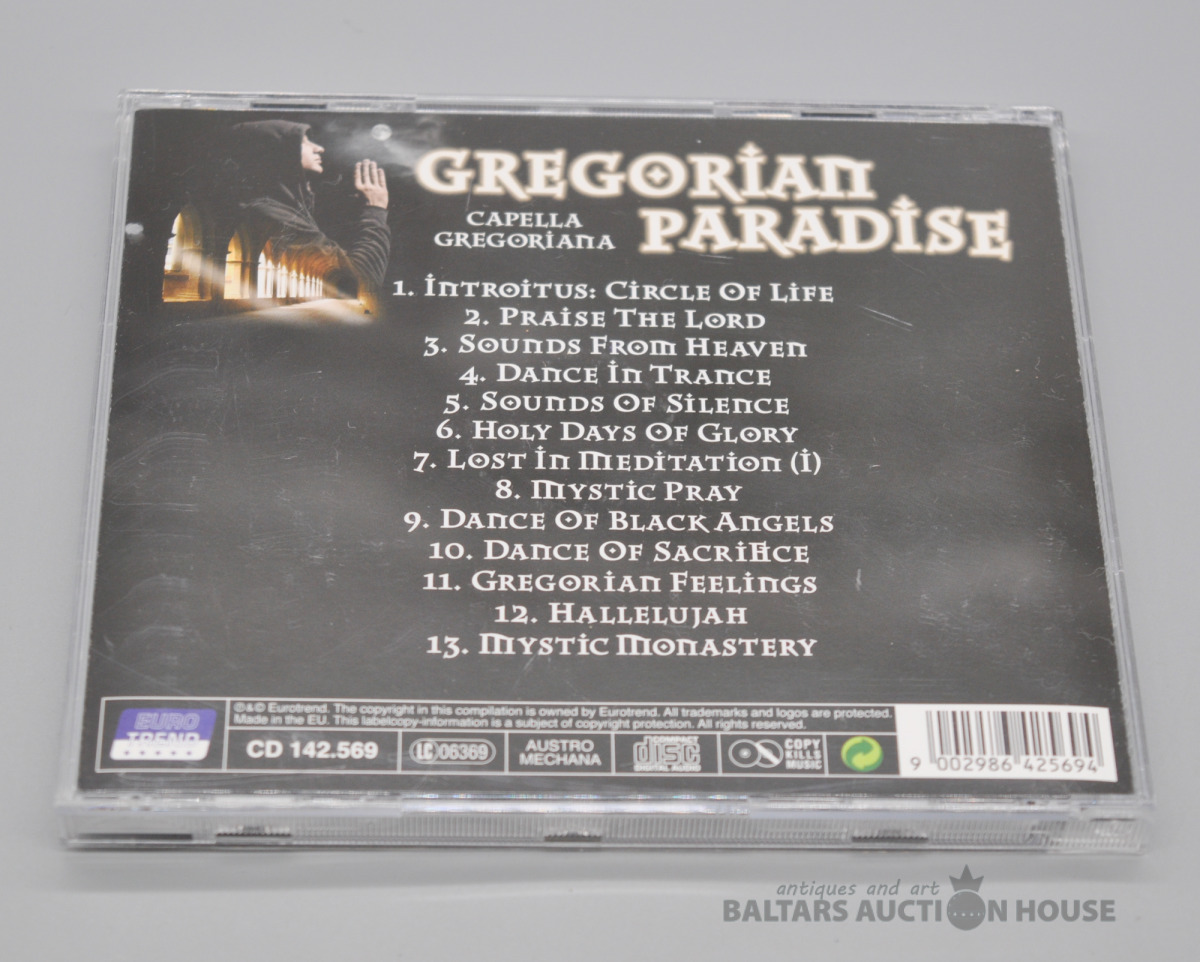 GREGORIAN
PARADISE
CAPELLA
GREGORIANA
1. INTROITUS: CIRCLE OF LIFE
2. PRAISE THE LORD
3. SOUNDS FROM HEAVEN
4. DANCE IN TRANCE
5. SOUNDS OF SILENCE
6. HOLY DAYS OF GLORY
7. LOST IN MEDITATION (I)
8. MYSTIC PRAY
9. DANCE OF BLACK ANGELS
10. DANCE OF SACRIFICE
11. GREGORIAN FEELINGS
12. HALLELUJAH
13. MYSTIC MONASTERY
EURO
TREND
℗&© Eurotrend. The copyright in this compilation is owned by Eurotrend. All trademarks and logos are protected.
Made in the EU. This labelcopy-information is a subject of copyright protection. All rights reserved.
CD 142.569
LC 06369
AUSTRO
MECHANA
COMPACT
disc
DIGITAL AUDIO
COPY
KILLS
MUSIC
9 002986 425694
antiques and art
BALTARS AUCTION HOUSE